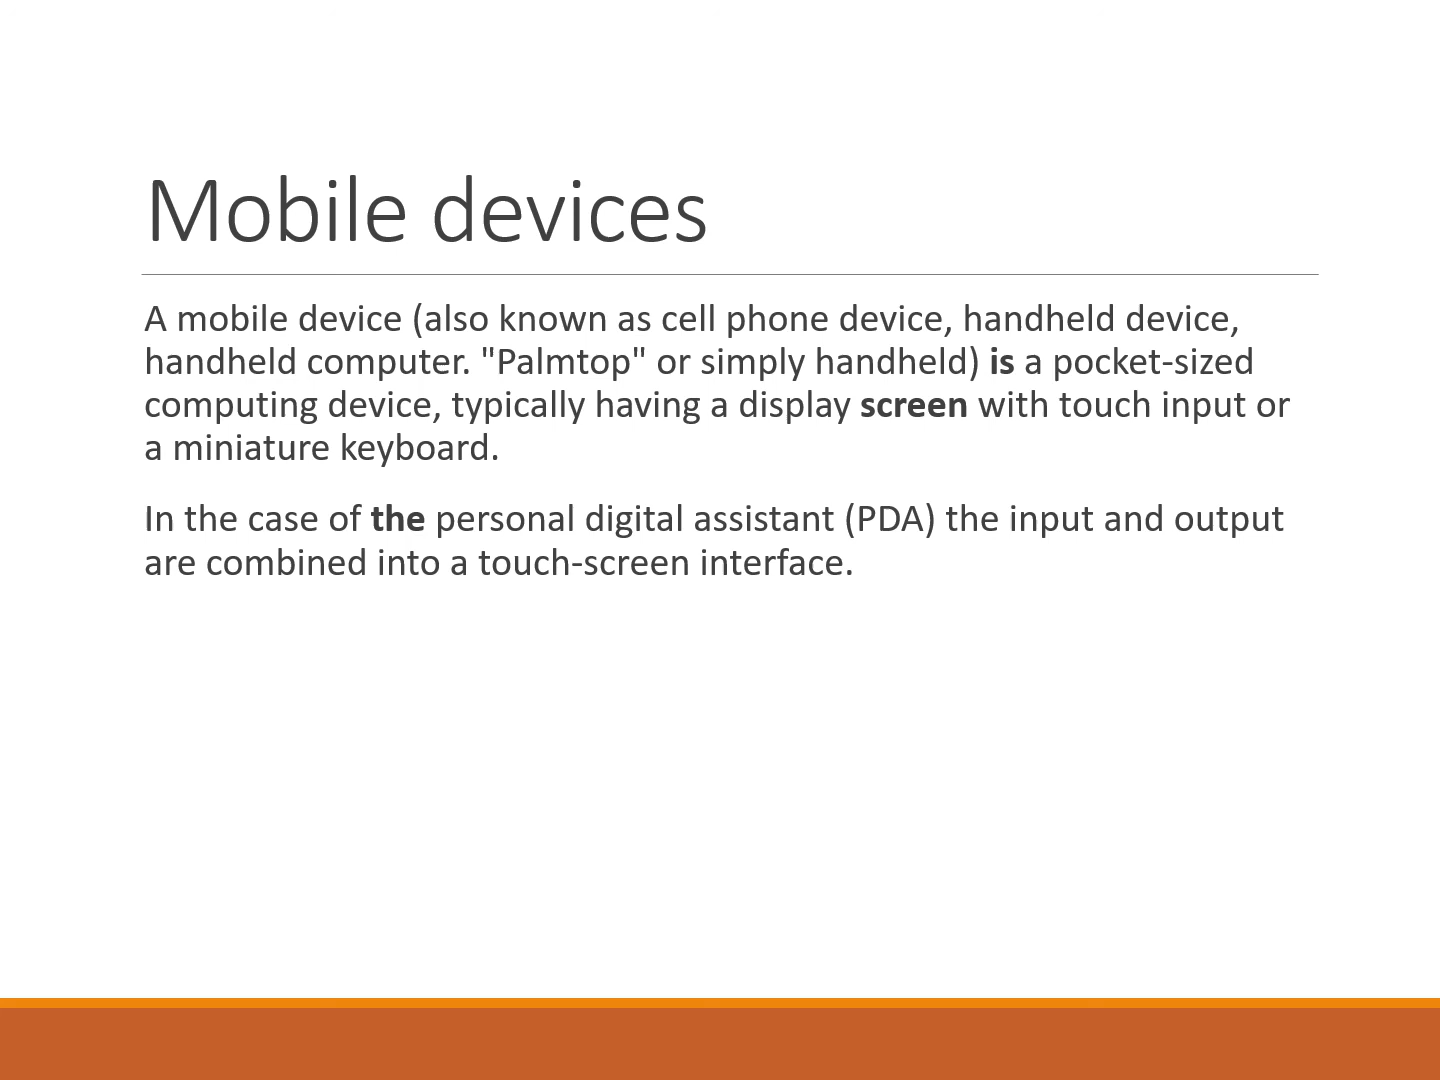 Mobile devices
A mobile device (also known as cell phone device, handheld device,
handheld computer. "Palmtop" or simply handheld) is a pocket-sized
computing device, typically having a display screen with touch input or
a miniature keyboard.
In the case of the personal digital assistant (PDA) the input and output
are combined into a touch-screen interface.